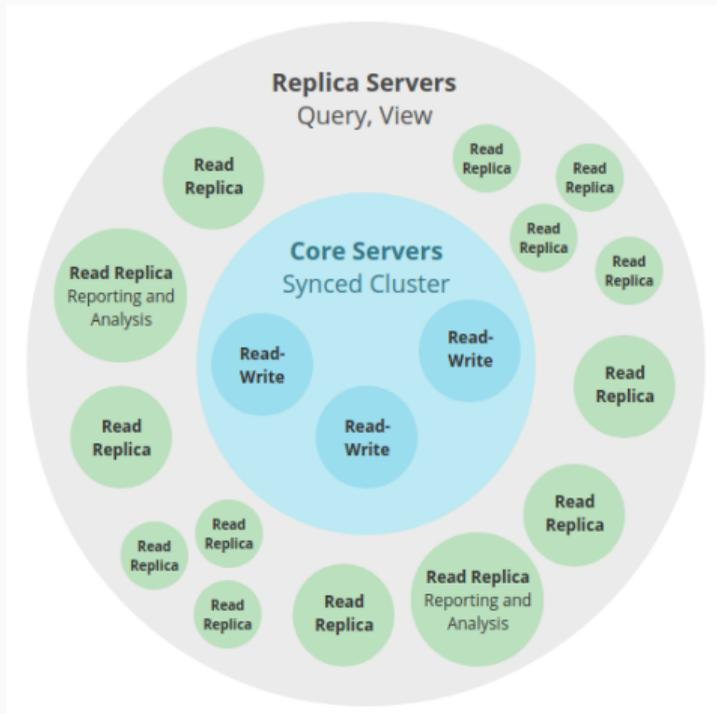 Replica Servers
Query, View
Read
Replica
Read
Replica
Read
Replica
Read
Replica
Read
Replica
Read Replica
Reporting and
Analysis
Core Servers
Synced Cluster
Read-
Write
Read-
Write
Read-
Write
Read
Replica
Read
Replica
Read
Replica
Read
Replica
Read
Replica
Read
Replica
Read
Replica
Read Replica
Reporting and
Analysis